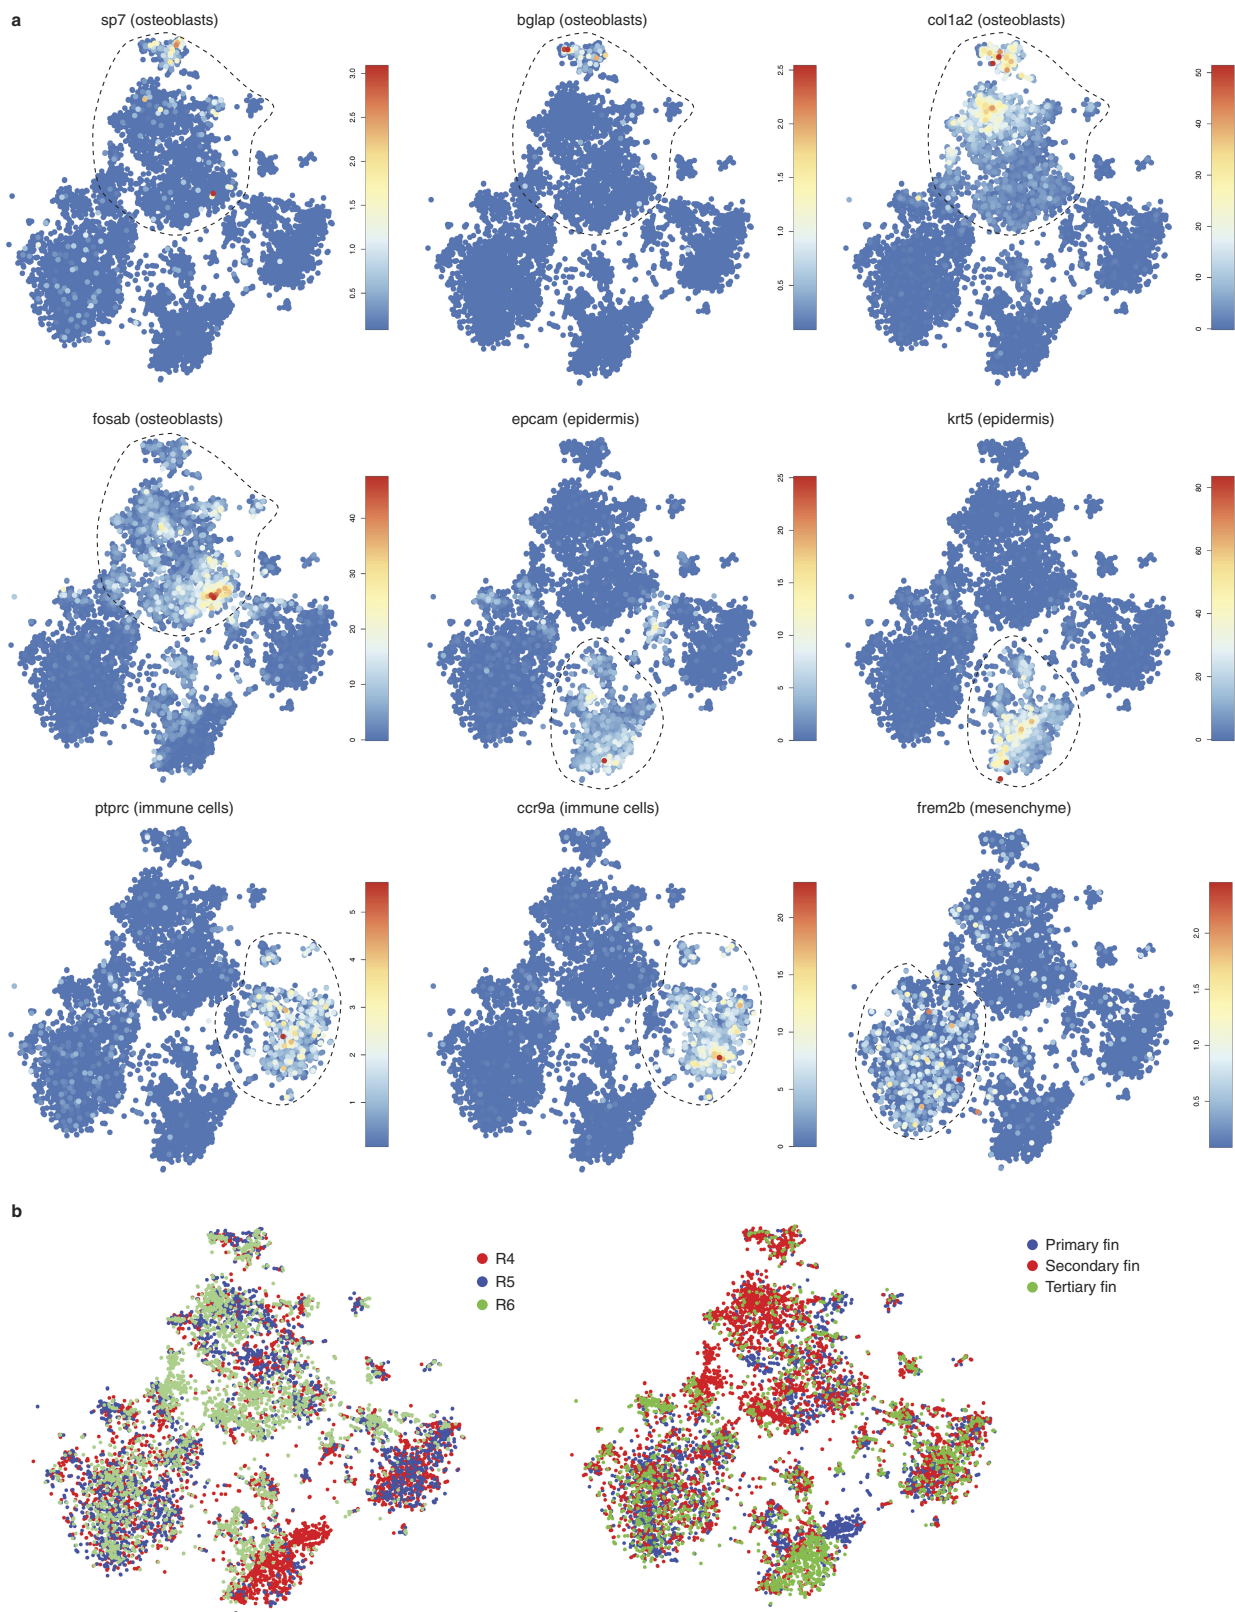 a
sp7 (osteoblasts)
bglap (osteoblasts)
col1a2 (osteoblasts)
3.0
2.5
2.0
1.5
1.0
0.5
2.5
2.0
1.5
1.0
0.5
50
40
30
20
10
0
fosab (osteoblasts)
epcam (epidermis)
krt5 (epidermis)
40
30
20
10
0
25
20
15
10
5
0
80
60
40
20
0
ptprc (immune cells)
ccr9a (immune cells)
frem2b (mesenchyme)
5
4
3
2
1
20
15
10
5
0
2.0
1.5
1.0
0.5
b
R4
R5
R6
Primary fin
Secondary fin
Tertiary fin